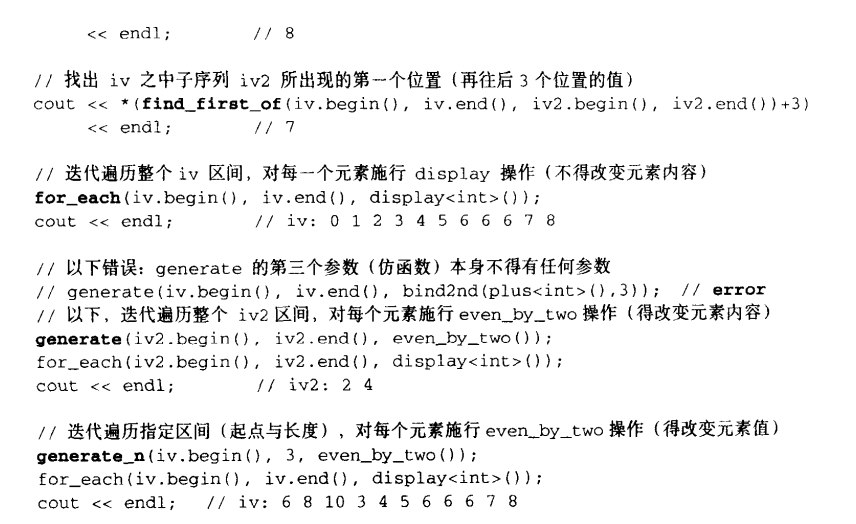 << endl;        // 8
// 找出 iv 之中子序列 iv2 所出现的第一个位置（再往后 3 个位置的值）
cout << *(find_first_of(iv.begin(), iv.end(), iv2.begin(), iv2.end())+3)
<< endl;        // 7
// 迭代遍历整个 iv 区间，对每一个元素施行 display 操作（不得改变元素内容）
for_each(iv.begin(), iv.end(), display<int>());
cout << endl;        // iv: 0 1 2 3 4 5 6 6 6 7 8
// 以下错误：generate 的第三个参数（仿函数）本身不得有任何参数
// generate(iv.begin(), iv.end(), bind2nd(plus<int>(),3));  // error
// 以下，迭代遍历整个 iv2 区间，对每个元素施行 even_by_two 操作（得改变元素内容）
generate(iv2.begin(), iv2.end(), even_by_two());
for_each(iv2.begin(), iv2.end(), display<int>());
cout << endl;        // iv2: 2 4
// 迭代遍历指定区间（起点与长度），对每个元素施行 even_by_two 操作（得改变元素值）
generate_n(iv.begin(), 3, even_by_two());
for_each(iv.begin(), iv.end(), display<int>());
cout << endl;  // iv: 6 8 10 3 4 5 6 6 6 7 8